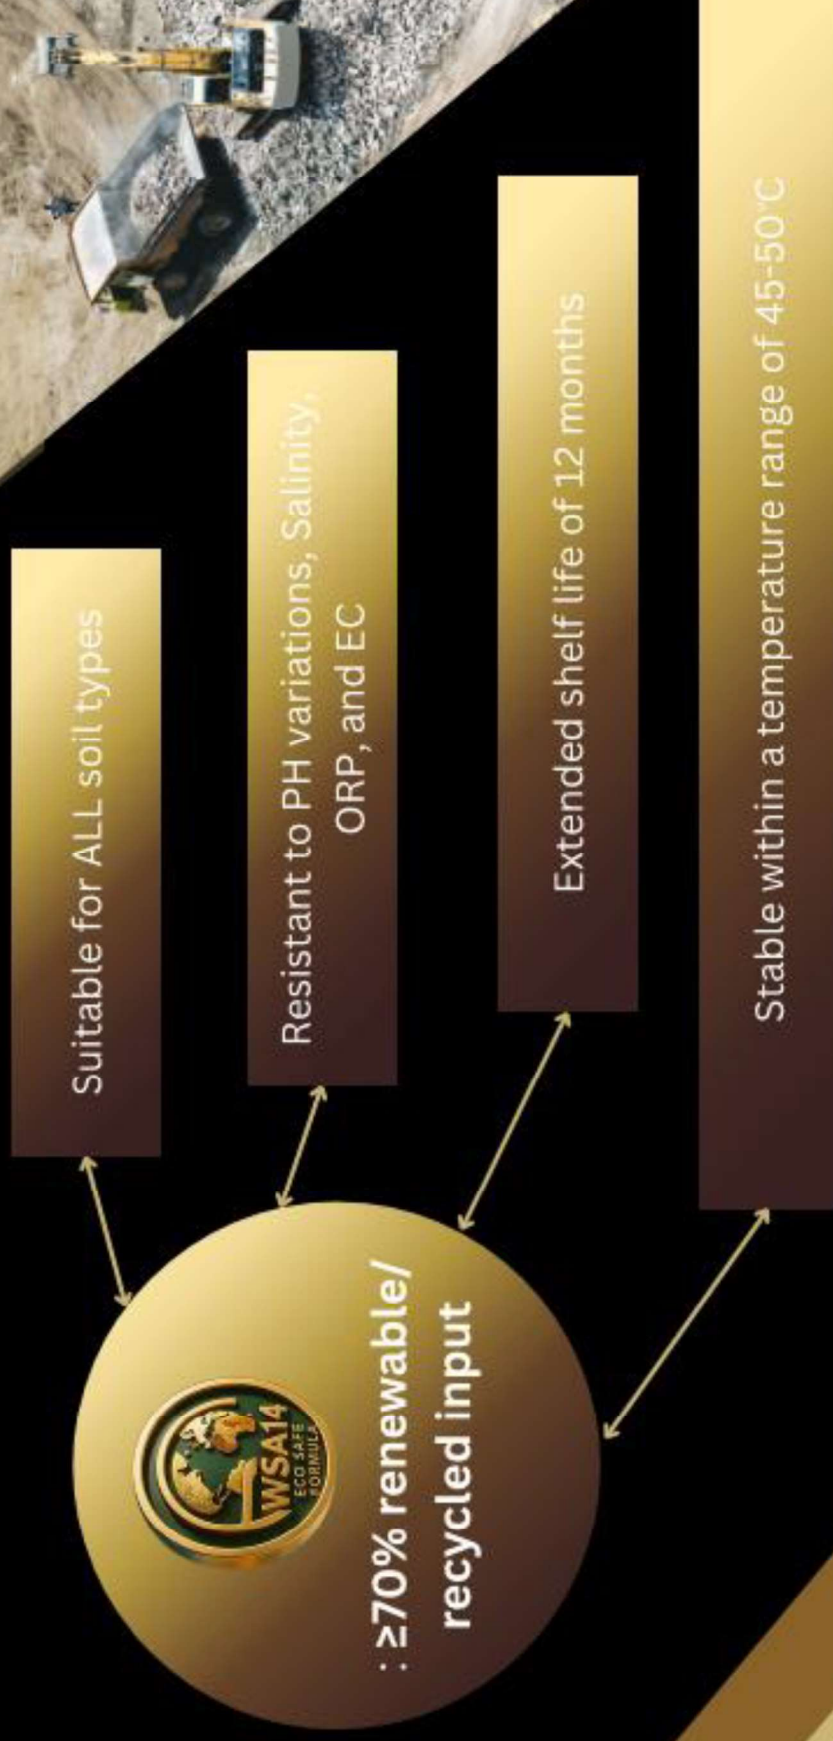 Suitable for ALL soil types
Resistant to PH variations, Salinity,
ORP, and EC
Extended shelf life of 12 months
Stable within a temperature range of 45-50°C
WSA14
ECO SAFE
FORMULA
: ≥70% renewable/
recycled input